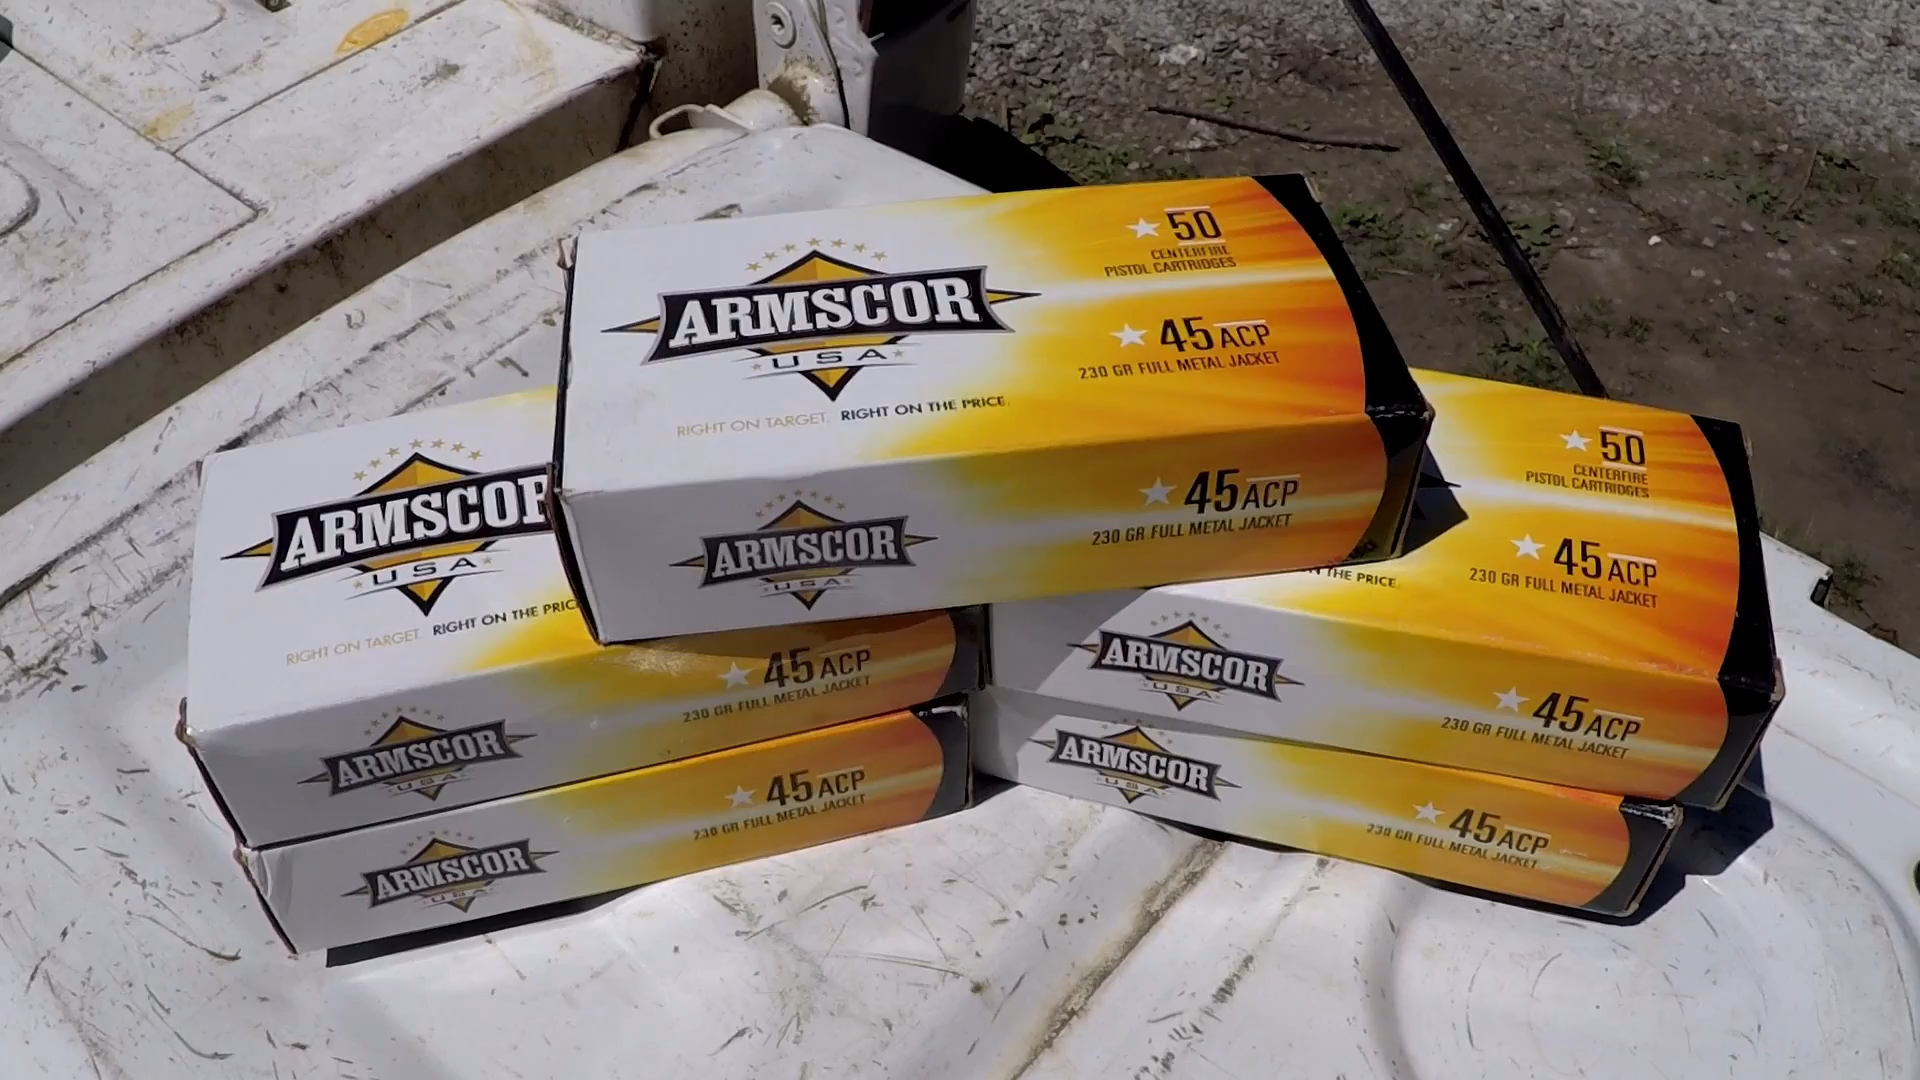 ARMSCOR
USA
RIGHT ON TARGET. RIGHT ON THE PRICE.
50
CENTERFIRE
PISTOL CARTRIDGES
45 ACP
230 GR FULL METAL JACKET
ARMSCOR
USA
45 ACP
230 GR FULL METAL JACKET
ARMSCOR
USA
RIGHT ON TARGET. RIGHT ON THE PRIC
ARMSCOR
USA
45 ACP
230 GR FULL METAL JACKET
ARMSCOR
USA
45 ACP
230 GR FULL METAL JACKET
50
CENTERFIRE
PISTOL CARTRIDGES
45 ACP
230 GR FULL METAL JACKET
N THE PRICE.
ARMSCOR
USA
45 ACP
230 GR FULL METAL JACKET
ARMSCOR
USA
45 ACP
230 GR FULL METAL JACKET